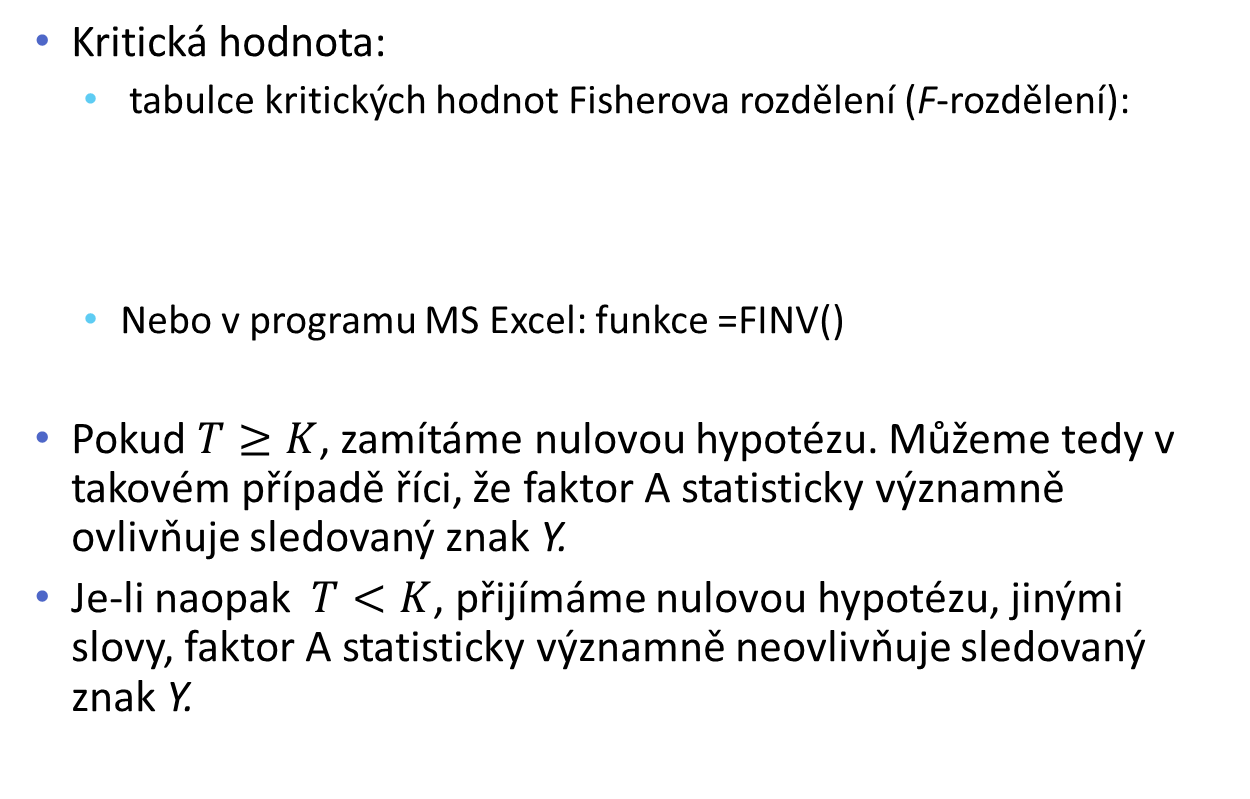 • Kritická hodnota:
• tabulce kritických hodnot Fisherova rozdělení (F-rozdělení):
• Nebo v programu MS Excel: funkce =FINV()
• Pokud T ≥ K, zamítáme nulovou hypotézu. Můžeme tedy v
takovém případě říci, že faktor A statisticky významně
ovlivňuje sledovaný znak Y.
• Je-li naopak T < K, přijímáme nulovou hypotézu, jinými
slovy, faktor A statisticky významně neovlivňuje sledovaný
znak Y.